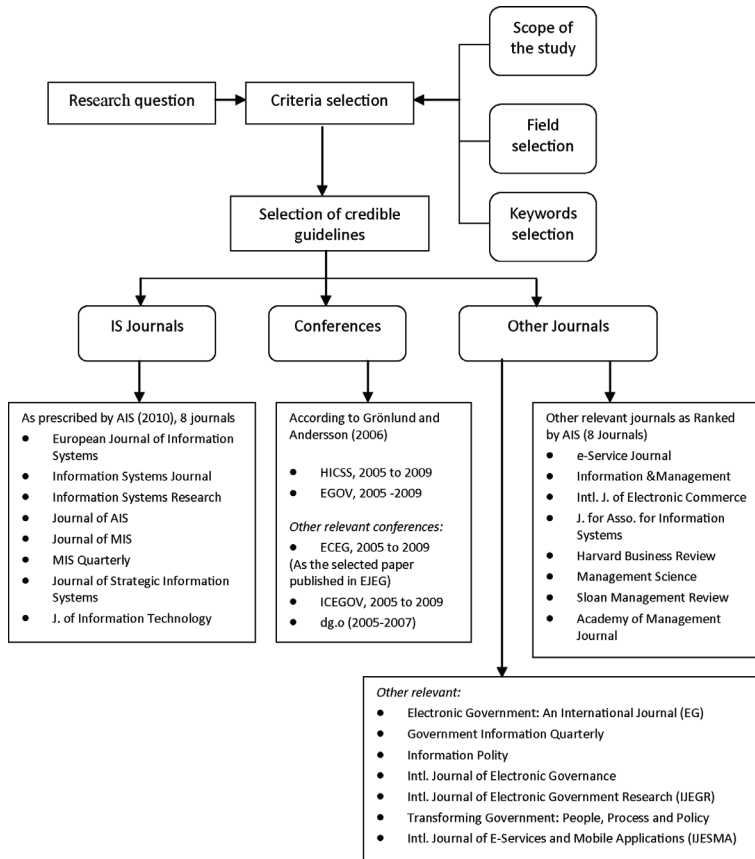 Scope of
the study
Research question
Criteria selection
Field
selection
Selection of credible
guidelines
Keywords
selection
IS Journals
Conferences
Other Journals
As prescribed by AIS (2010), 8 journals
● European Journal of Information
Systems
● Information Systems Journal
● Information Systems Research
● Journal of AIS
● Journal of MIS
● MIS Quarterly
● Journal of Strategic Information
Systems
● J. of Information Technology
According to Grönlund and
Andersson (2006)
● HICSS, 2005 to 2009
● EGOV, 2005 -2009
Other relevant conferences:
● ECEG, 2005 to 2009
(As the selected paper
published in EJEG)
● ICEGOV, 2005 to 2009
● dg.o (2005-2007)
Other relevant journals as Ranked
by AIS (8 Journals)
● e-Service Journal
● Information &Management
● Intl. J. of Electronic Commerce
● J. for Asso. for Information
Systems
● Harvard Business Review
● Management Science
● Sloan Management Review
● Academy of Management
Journal
Other relevant:
● Electronic Government: An International Journal (EG)
● Government Information Quarterly
● Information Polity
● Intl. Journal of Electronic Governance
● Intl. Journal of Electronic Government Research (IJEGR)
● Transforming Government: People, Process and Policy
● Intl. Journal of E-Services and Mobile Applications (IJESMA)